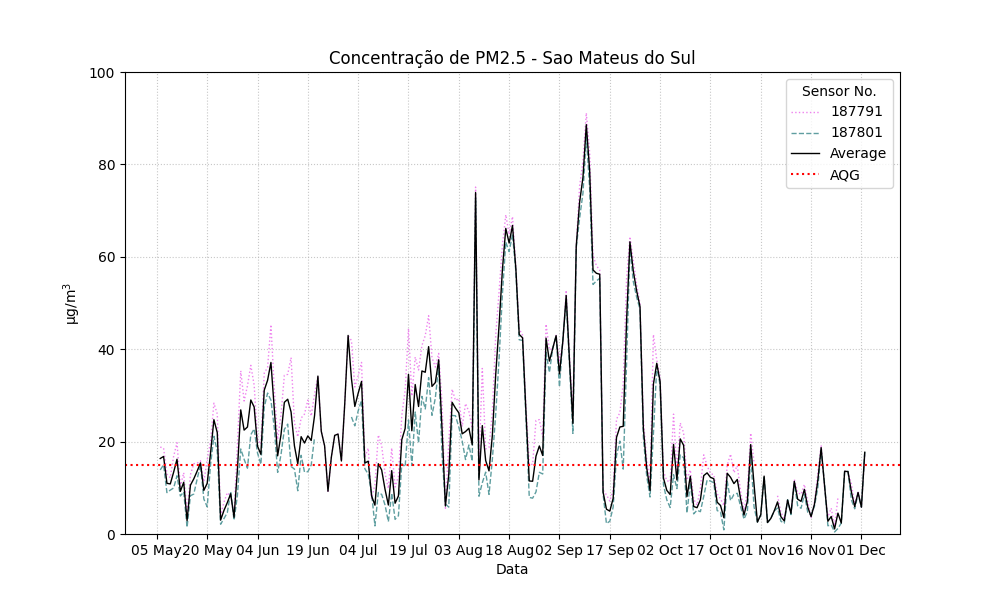 Concentração de PM2.5 - Sao Mateus do Sul
100
80
60
40
20
0
µg/m³
Sensor No.
187791
187801
Average
AQG
05 May 20 May 04 Jun 19 Jun 04 Jul 19 Jul 03 Aug 18 Aug 02 Sep 17 Sep 02 Oct 17 Oct 01 Nov 16 Nov 01 Dec
Data